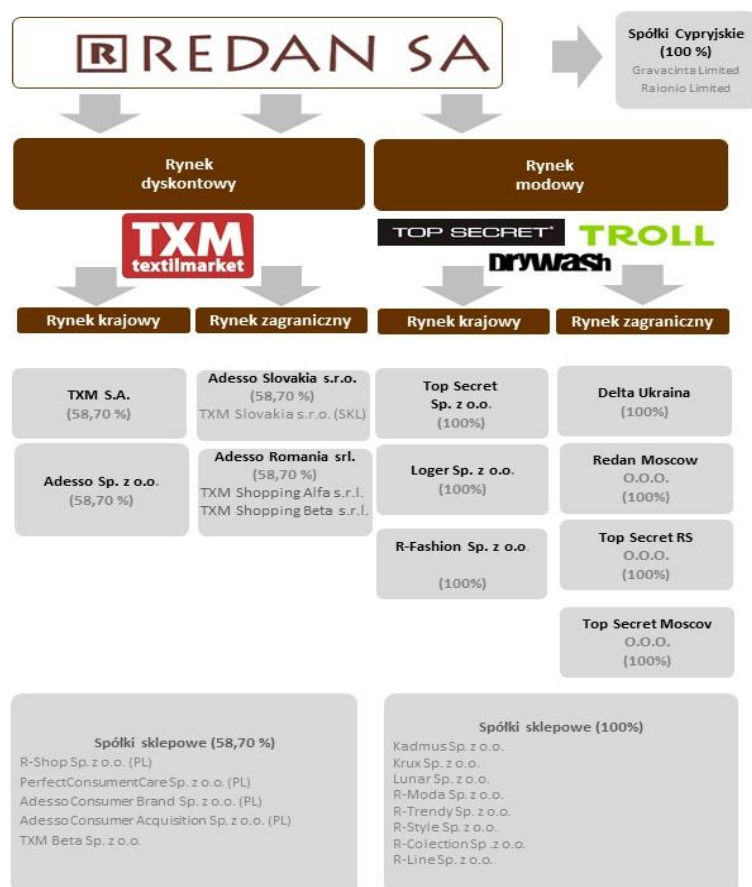 R REDAN SA
Spółki Cypryjskie
(100 %)
Gravacinta Limited
Raionio Limited
Rynek
dyskontowy
Rynek
modowy
TXM
textilmarket
TOP SECRET
TROLL
DRYWASH
Rynek krajowy
Rynek zagraniczny
Rynek krajowy
Rynek zagraniczny
TXM S.A.
(58,70 %)
Adesso Sp. z o.o.
(58,70 %)
Adesso Slovakia s.r.o.
(58,70 %)
TXM Slovakia s.r.o. (SKL)
Adesso Romania srl.
(58,70 %)
TXM Shopping Alfa s.r.l.
TXM Shopping Beta s.r.l.
Top Secret
Sp. z o.o.
(100%)
Loger Sp. z o.o.
(100%)
R-Fashion Sp. z o.o.
(100%)
Delta Ukraina
(100%)
Redan Moscow
O.O.O.
(100%)
Top Secret RS
O.O.O.
(100%)
Top Secret Moscov
O.O.O.
(100%)
Spółki sklepowe (58,70 %)
R-Shop Sp. z o.o. (PL)
PerfectConsumentCare Sp. z o.o. (PL)
Adesso Consumer Brand Sp. z o.o. (PL)
Adesso Consumer Acquisition Sp. z o.o. (PL)
TXM Beta Sp. z o.o.
Spółki sklepowe (100%)
Kadmus Sp. z o.o.
Krux Sp. z o.o.
Lunar Sp. z o.o.
R-Moda Sp. z o.o.
R-Trendy Sp. z o.o.
R-Style Sp. z o.o.
R-Colection Sp .z o.o.
R-Line Sp. z o.o.